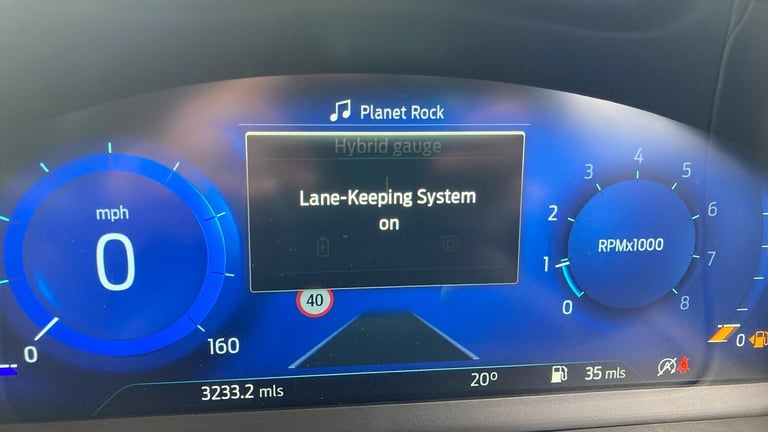 Planet Rock
Hybrid gauge
Lane-Keeping System
on
mph
0
0
160
40
RPMx1000
0
1
2
3
4
5
6
7
8
3233.2 mls
20º
35 mls
0